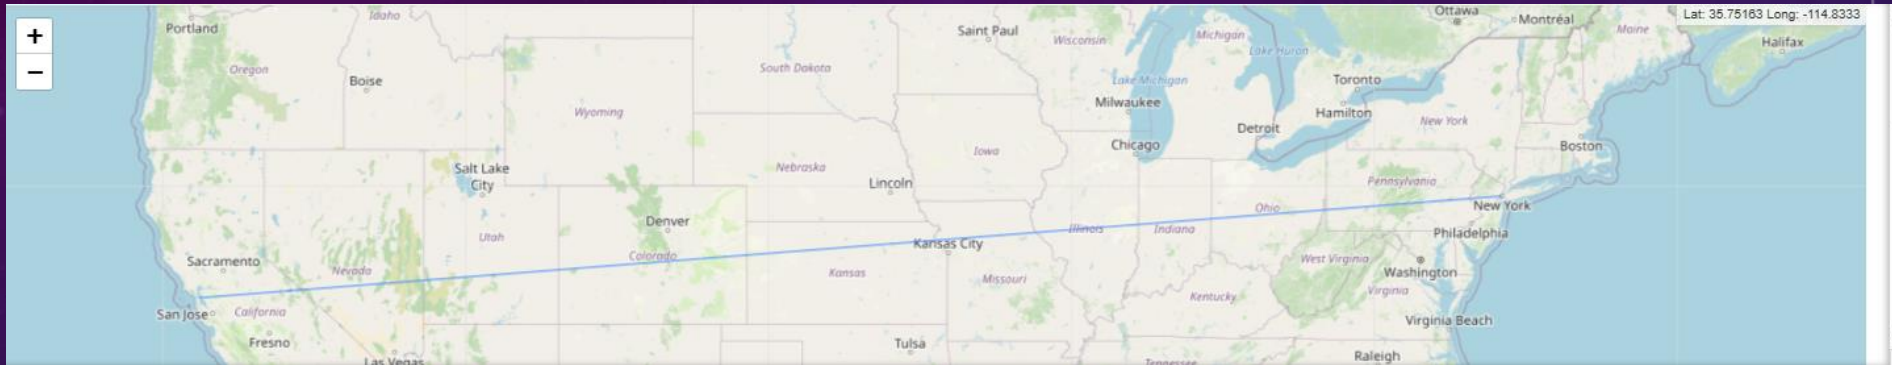 +
−
Lat: 35.75163 Long: -114.8333
Portland
Idaho
Oregon
Boise
Wyoming
South Dakota
Saint Paul
Wisconsin
Michigan
Lake Huron
Lake Michigan
Milwaukee
Ottawa
Montréal
Maine
Halifax
Toronto
Hamilton
New York
Detroit
Chicago
Boston
Salt Lake
City
Nebraska
Iowa
Lincoln
Pennsylvania
New York
Philadelphia
Ohio
Denver
Utah
Colorado
Kansas City
Illinois
Indiana
West Virginia
Washington
Virginia
Sacramento
Nevada
Kansas
Missouri
Kentucky
San Jose
California
Virginia Beach
Fresno
Las Vegas
Tulsa
Tennessee
Raleigh